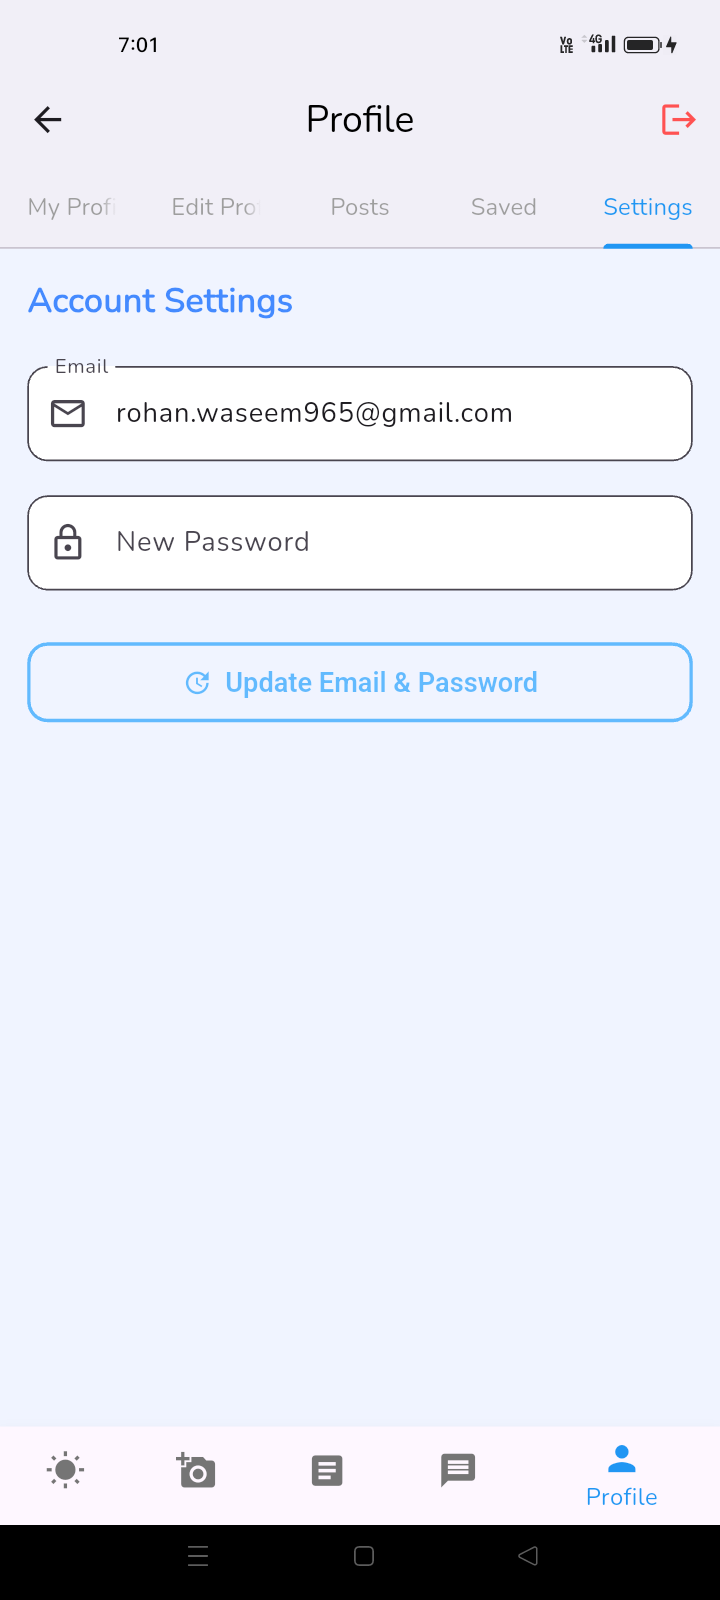 7:01
Vo LTE 4G
Profile
My Profi Edit Prof Posts Saved Settings
Account Settings
Email
rohan.waseem965@gmail.com
New Password
Update Email & Password
Profile